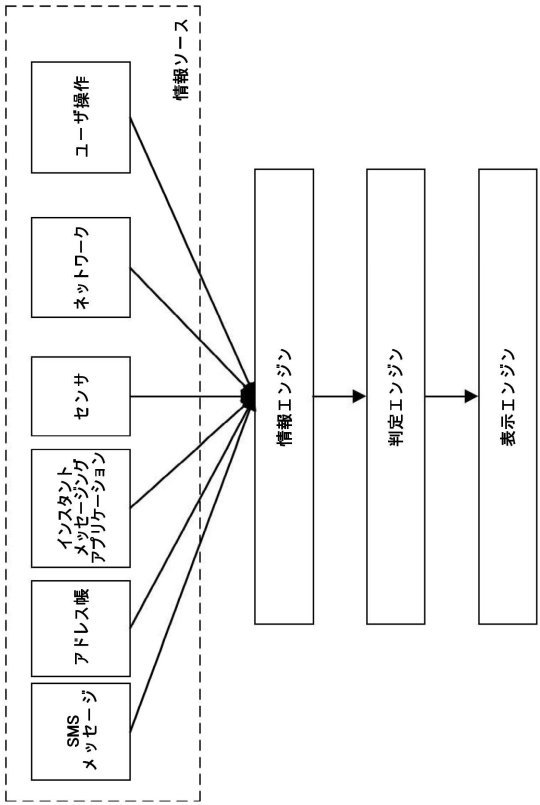 情報ソース
SMS
メッセージ
アドレス帳
インスタント
メッセージング
アプリケーション
センサ
ネットワーク
ユーザ操作
情報エンジン
判定エンジン
表示エンジン